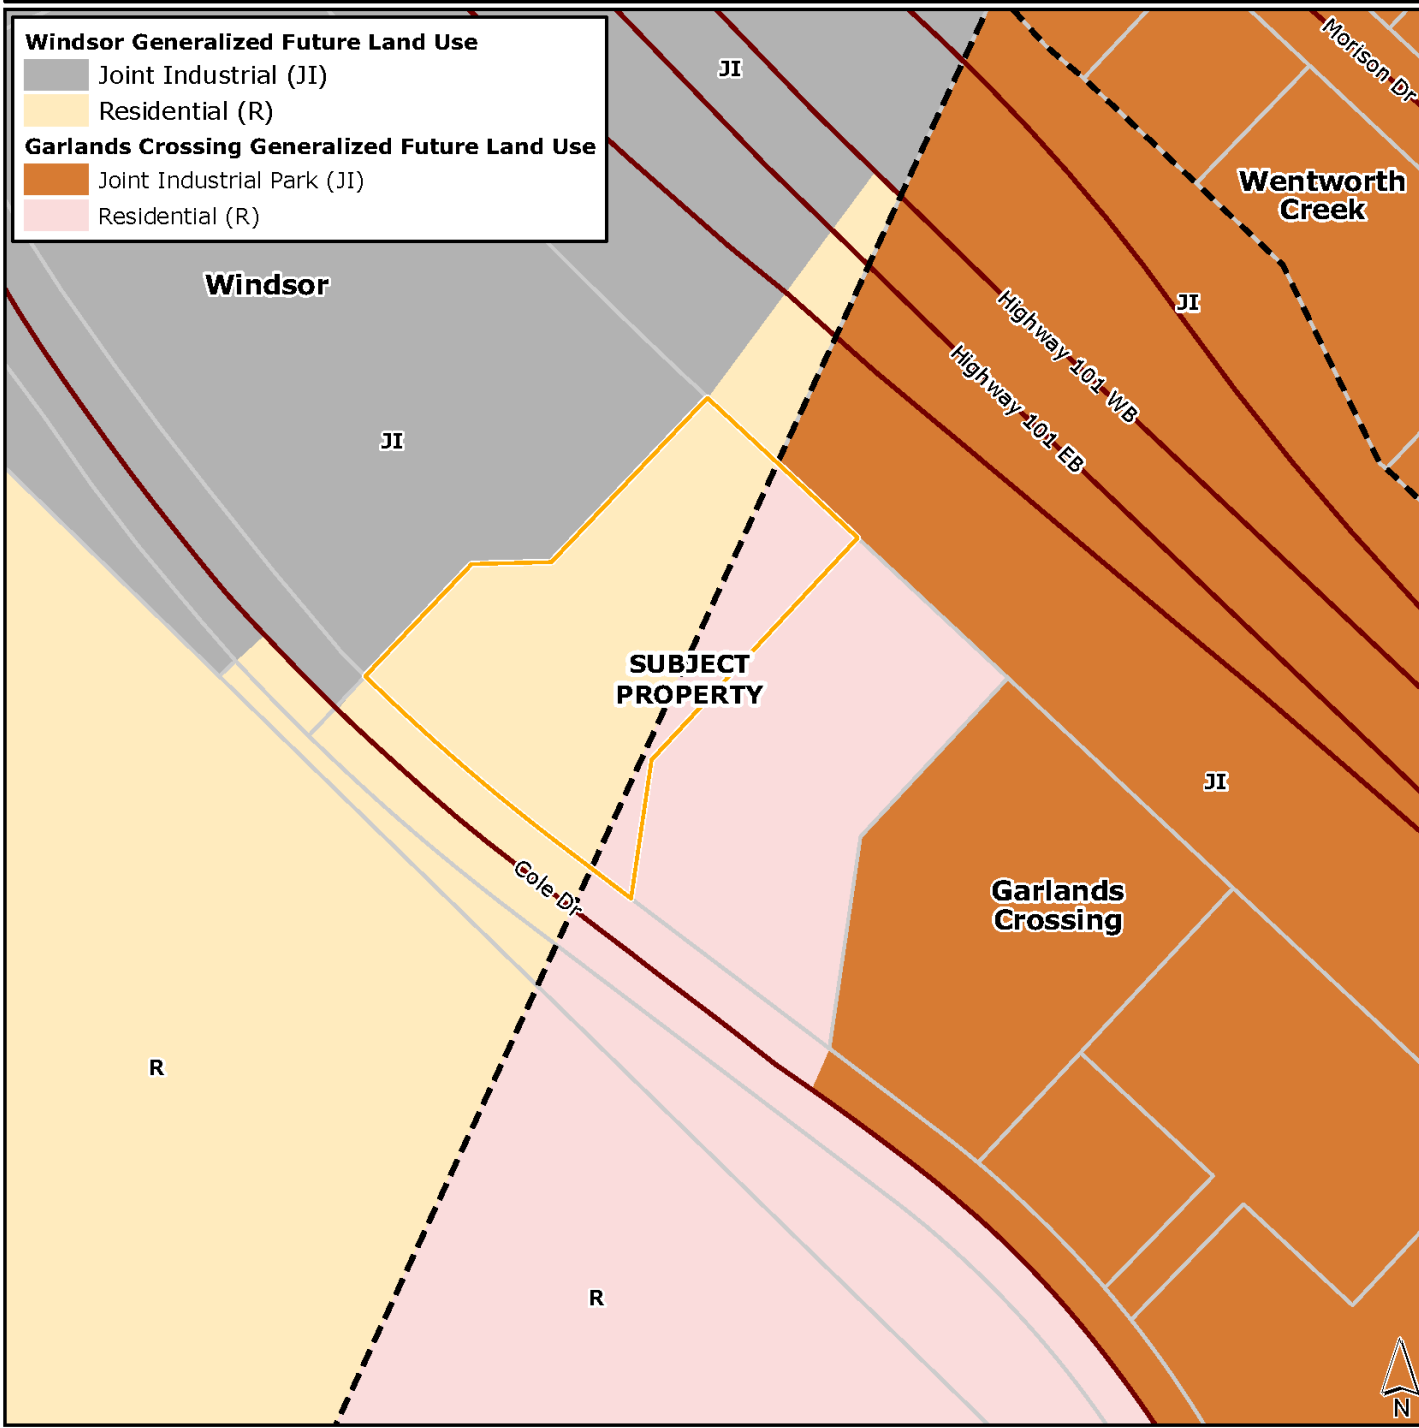 Windsor Generalized Future Land Use
Joint Industrial (JI)
Residential (R)
Garlands Crossing Generalized Future Land Use
Joint Industrial Park (JI)
Residential (R)
JI
Morison Dr
Wentworth
Creek
Windsor
JI
Highway 101 WB
Highway 101 EB
JI
SUBJECT
PROPERTY
JI
Cole Dr
Garlands
Crossing
R
R
N